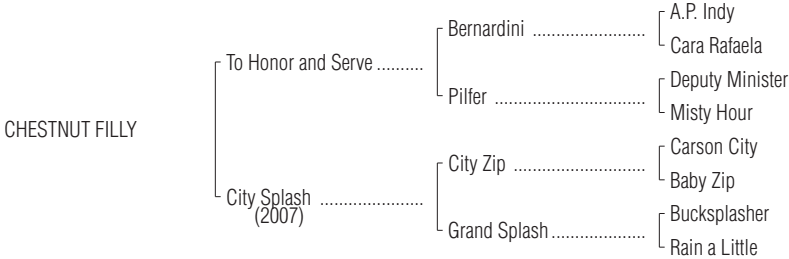 A.P. Indy
Bernardini ........................
Cara Rafaela
To Honor and Serve ..........
Deputy Minister
Pilfer ................................
Misty Hour
CHESTNUT FILLY
Carson City
City Zip ............................
Baby Zip
City Splash ......................
(2007)
Bucksplasher
Grand Splash....................
Rain a Little